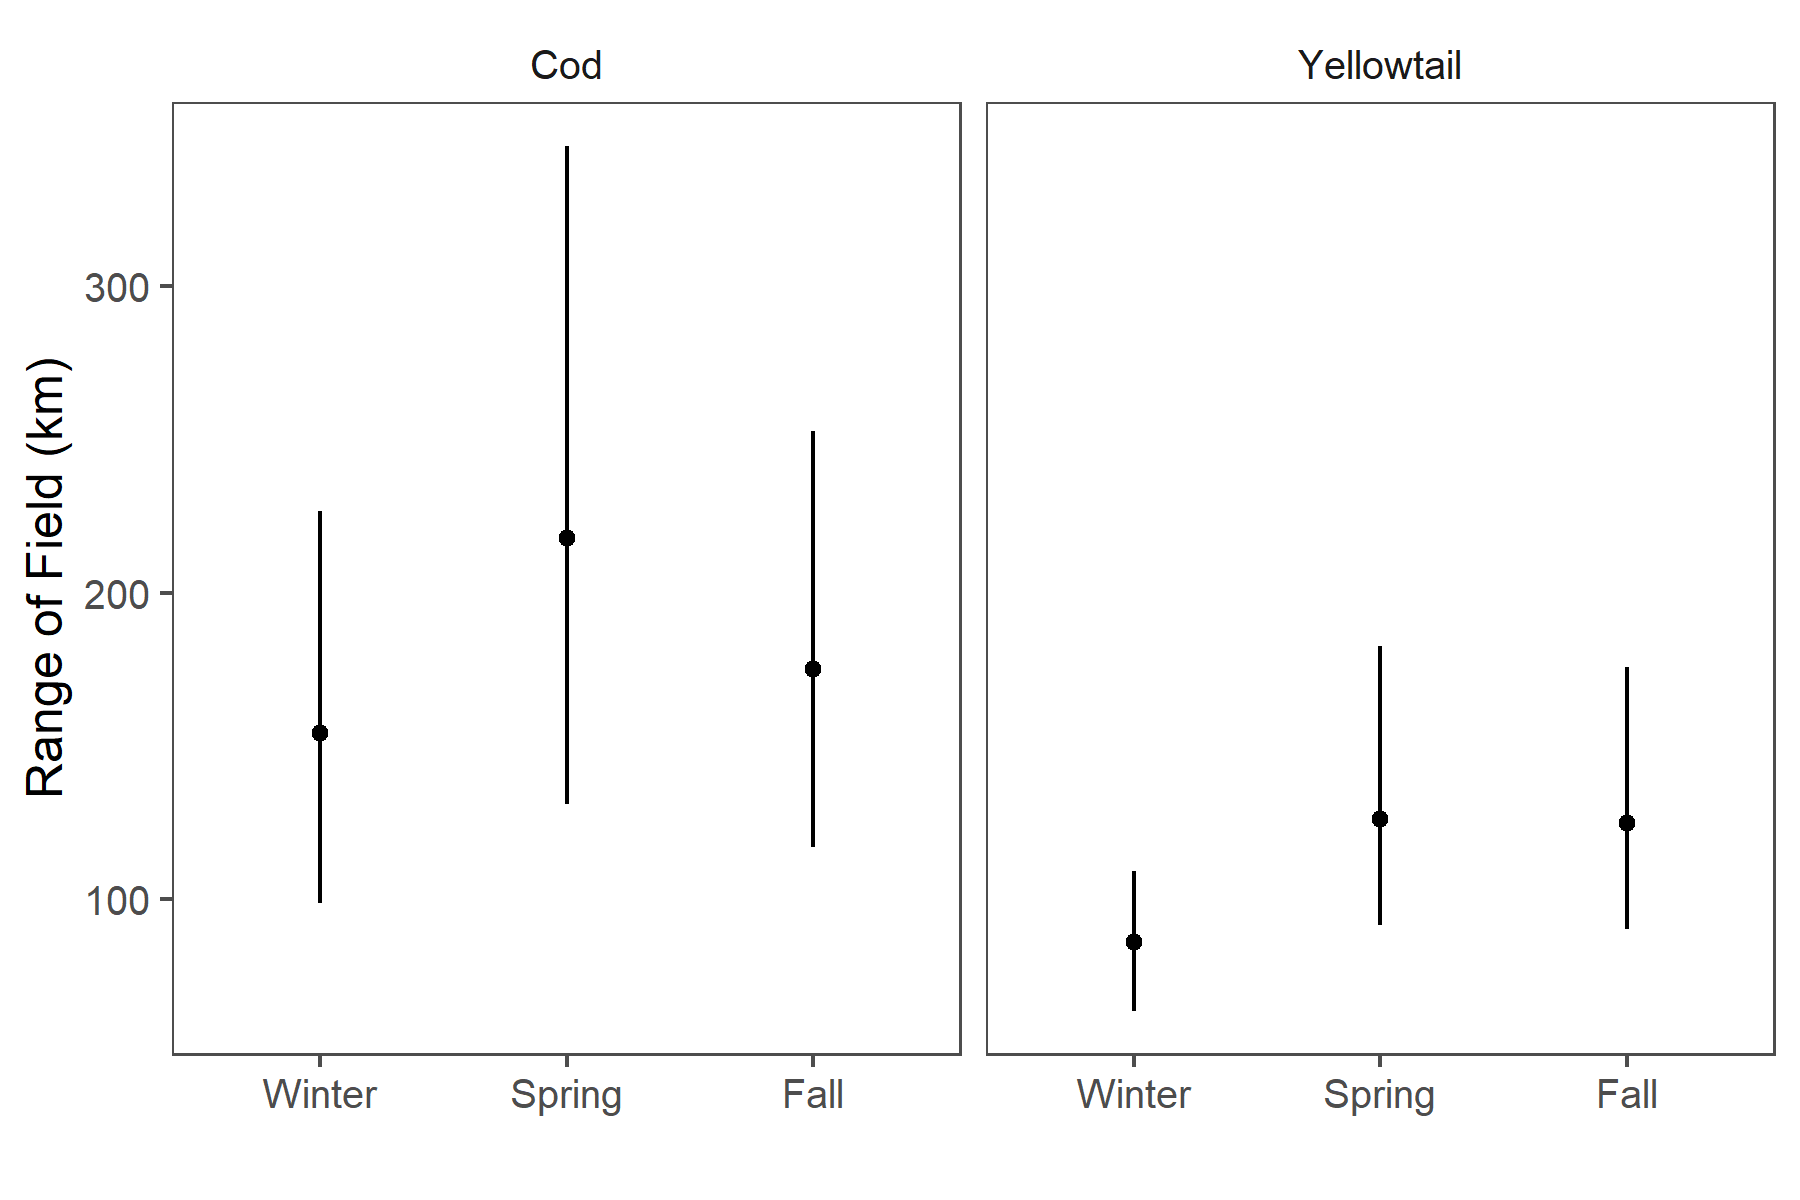 Cod
Yellowtail
Range of Field (km)
300
200
100
Winter Spring Fall
Winter Spring Fall